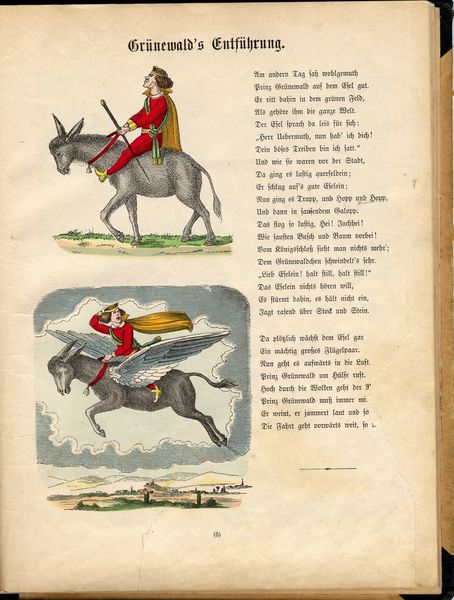 Grünewald's Entführung.
Am andern Tag saß wohlgemuth
Prinz Grünewald auf dem Esel gut.
Er ritt dahin in dem grünen Feld,
Als gehöre ihm die ganze Welt.
Der Esel sprach da leis für sich:
„Herr Uebermuth, nun hab' ich dich!
Dein böses Treiben bin ich satt.“
Und wie sie waren vor der Stadt,
Da ging es lustig querfeldein;
Er schlug auf's gute Eselein;
Nun ging es Trapp, und Hopp und Hopp,
Und dann in sausendem Galopp.
Das flog so lustig, Hei! Juchhei!
Wie sausten Busch und Baum vorbei!
Vom Königsschloß sieht man nichts mehr;
Dem Grünewaldchen schwindelt's sehr.
„Lieb Eselein! halt still, halt still!“
Das Eselein nichts hören will,
Es stürmt dahin, es hält nicht ein,
Jagt rasend über Stock und Stein.
Da plötzlich wächst dem Esel gar
Ein mächtig großes Flügelpaar.
Nun geht es aufwärts in die Luft.
Prinz Grünewald um Hülfe ruft.
Hoch durch die Wolken geht der
Prinz Grünewald muß immer mi.
Er weint, er jammert laut und so
Die Fahrt geht vorwärts weit, so
(5)